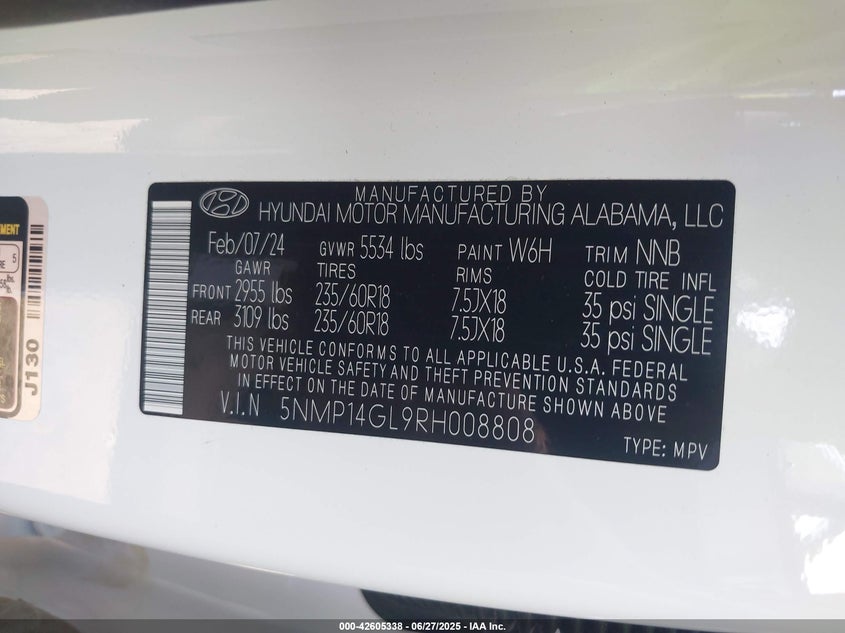 MANUFACTURED BY
HYUNDAI MOTOR MANUFACTURING ALABAMA, LLC
Feb/07/24 GVWR 5534 lbs PAINT W6H TRIM NNB
GAWR TIRES RIMS COLD TIRE INFL
FRONT 2955 lbs 235/60R18 7.5JX18 35 psi SINGLE
REAR 3109 lbs 235/60R18 7.5JX18 35 psi SINGLE
THIS VEHICLE CONFORMS TO ALL APPLICABLE U.S.A. FEDERAL
MOTOR VEHICLE SAFETY AND THEFT PREVENTION STANDARDS
IN EFFECT ON THE DATE OF MANUFACTURE SHOWN ABOVE
V.I.N 5NMP14GL9RH008808
TYPE: MPV
J130
5
000-42605338 - 06/27/2025 - IAA Inc.